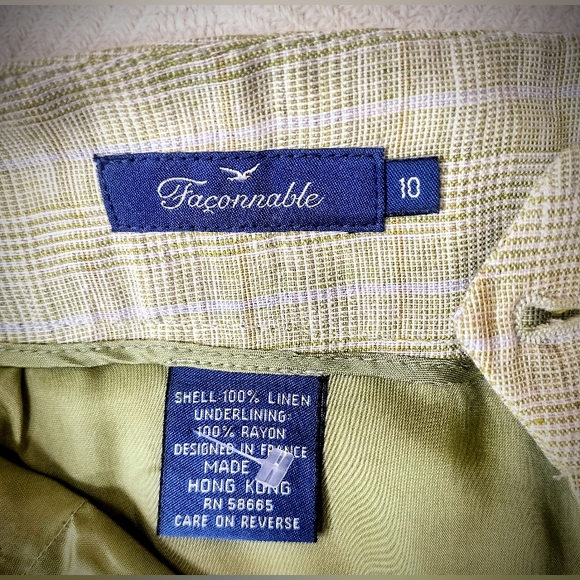 Façonnable
10
SHELL:100% LINEN
UNDERLINING:
100% RAYON
DESIGNED IN FRANCE
MADE
HONG KONG
RN 58665
CARE ON REVERSE